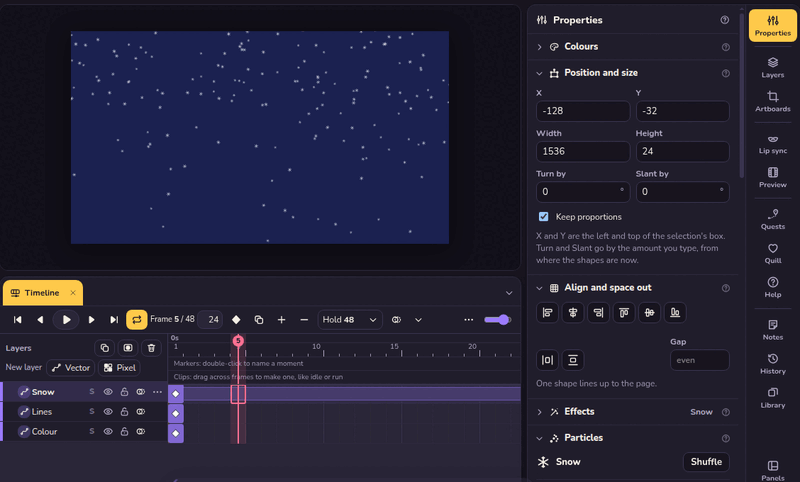 Properties
Colours
Position and size
X
Y
-128
-32
Width
Height
1536
24
Turn by
Slant by
0 °
0 °
Keep proportions
X and Y are the left and top of the selection's box.
Turn and Slant go by the amount you type, from
where the shapes are now.
Align and space out
Gap
even
One shape lines up to the page.
Effects
Snow
Particles
Snow
Shuffle
Properties
Layers
Artboards
Lip sync
Preview
Quests
Quill
Help
Notes
History
Library
Panels
Timeline
Frame 5 / 48
24
Hold 48
Layers
New layer
Vector
Pixel
0s
1
5
10
15
20
Markers: double-click to name a moment
Clips: drag across frames to make one, like idle or run
Snow
S
Lines
S
Colour
S